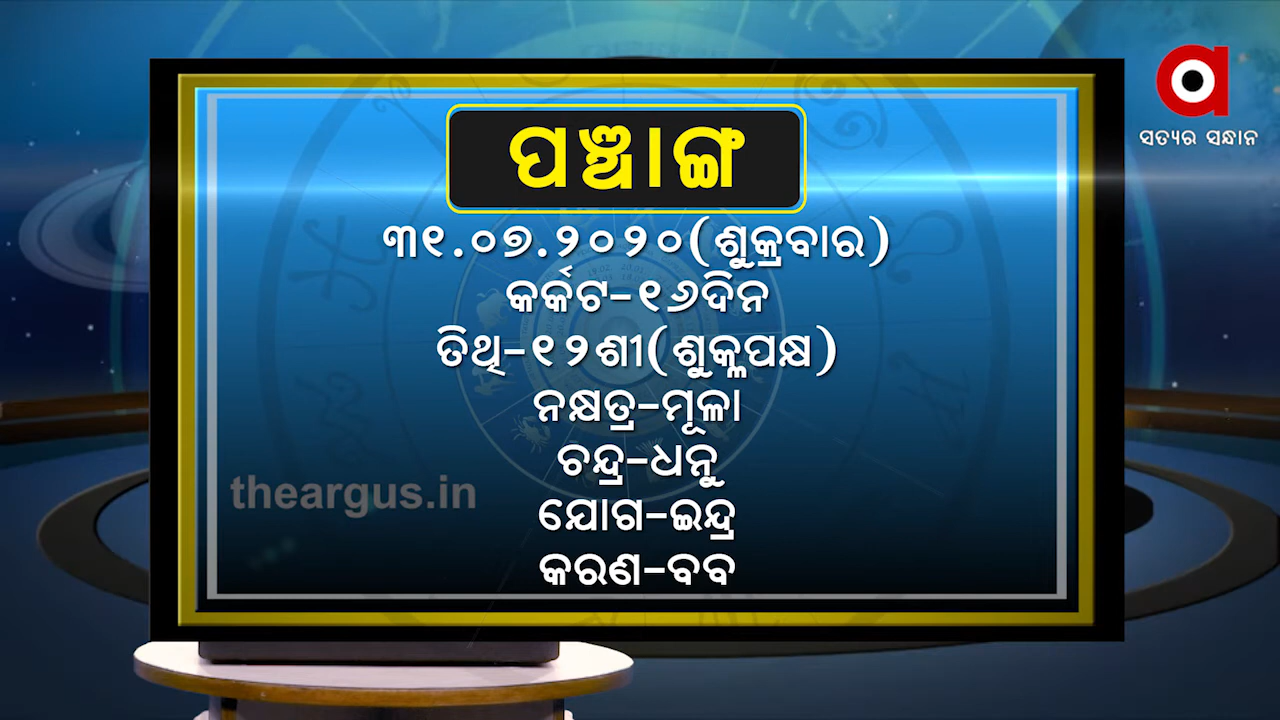 ପଞ୍ଚାଙ୍ଗ
ସତ୍ୟର ସନ୍ଧାନ
୩୧.୦୭.୨୦୨୦(ଶୁକ୍ରବାର)
କର୍କଟ-୧୬ଦିନ
ତିଥି-୧୨ଶୀ(ଶୁକ୍ଳପକ୍ଷ)
ନକ୍ଷତ୍ର-ମୂଳା
ଚନ୍ଦ୍ର-ଧନୁ
theargus.in
ଯୋଗ-ଇନ୍ଦ୍ର
କରଣ-ବବ